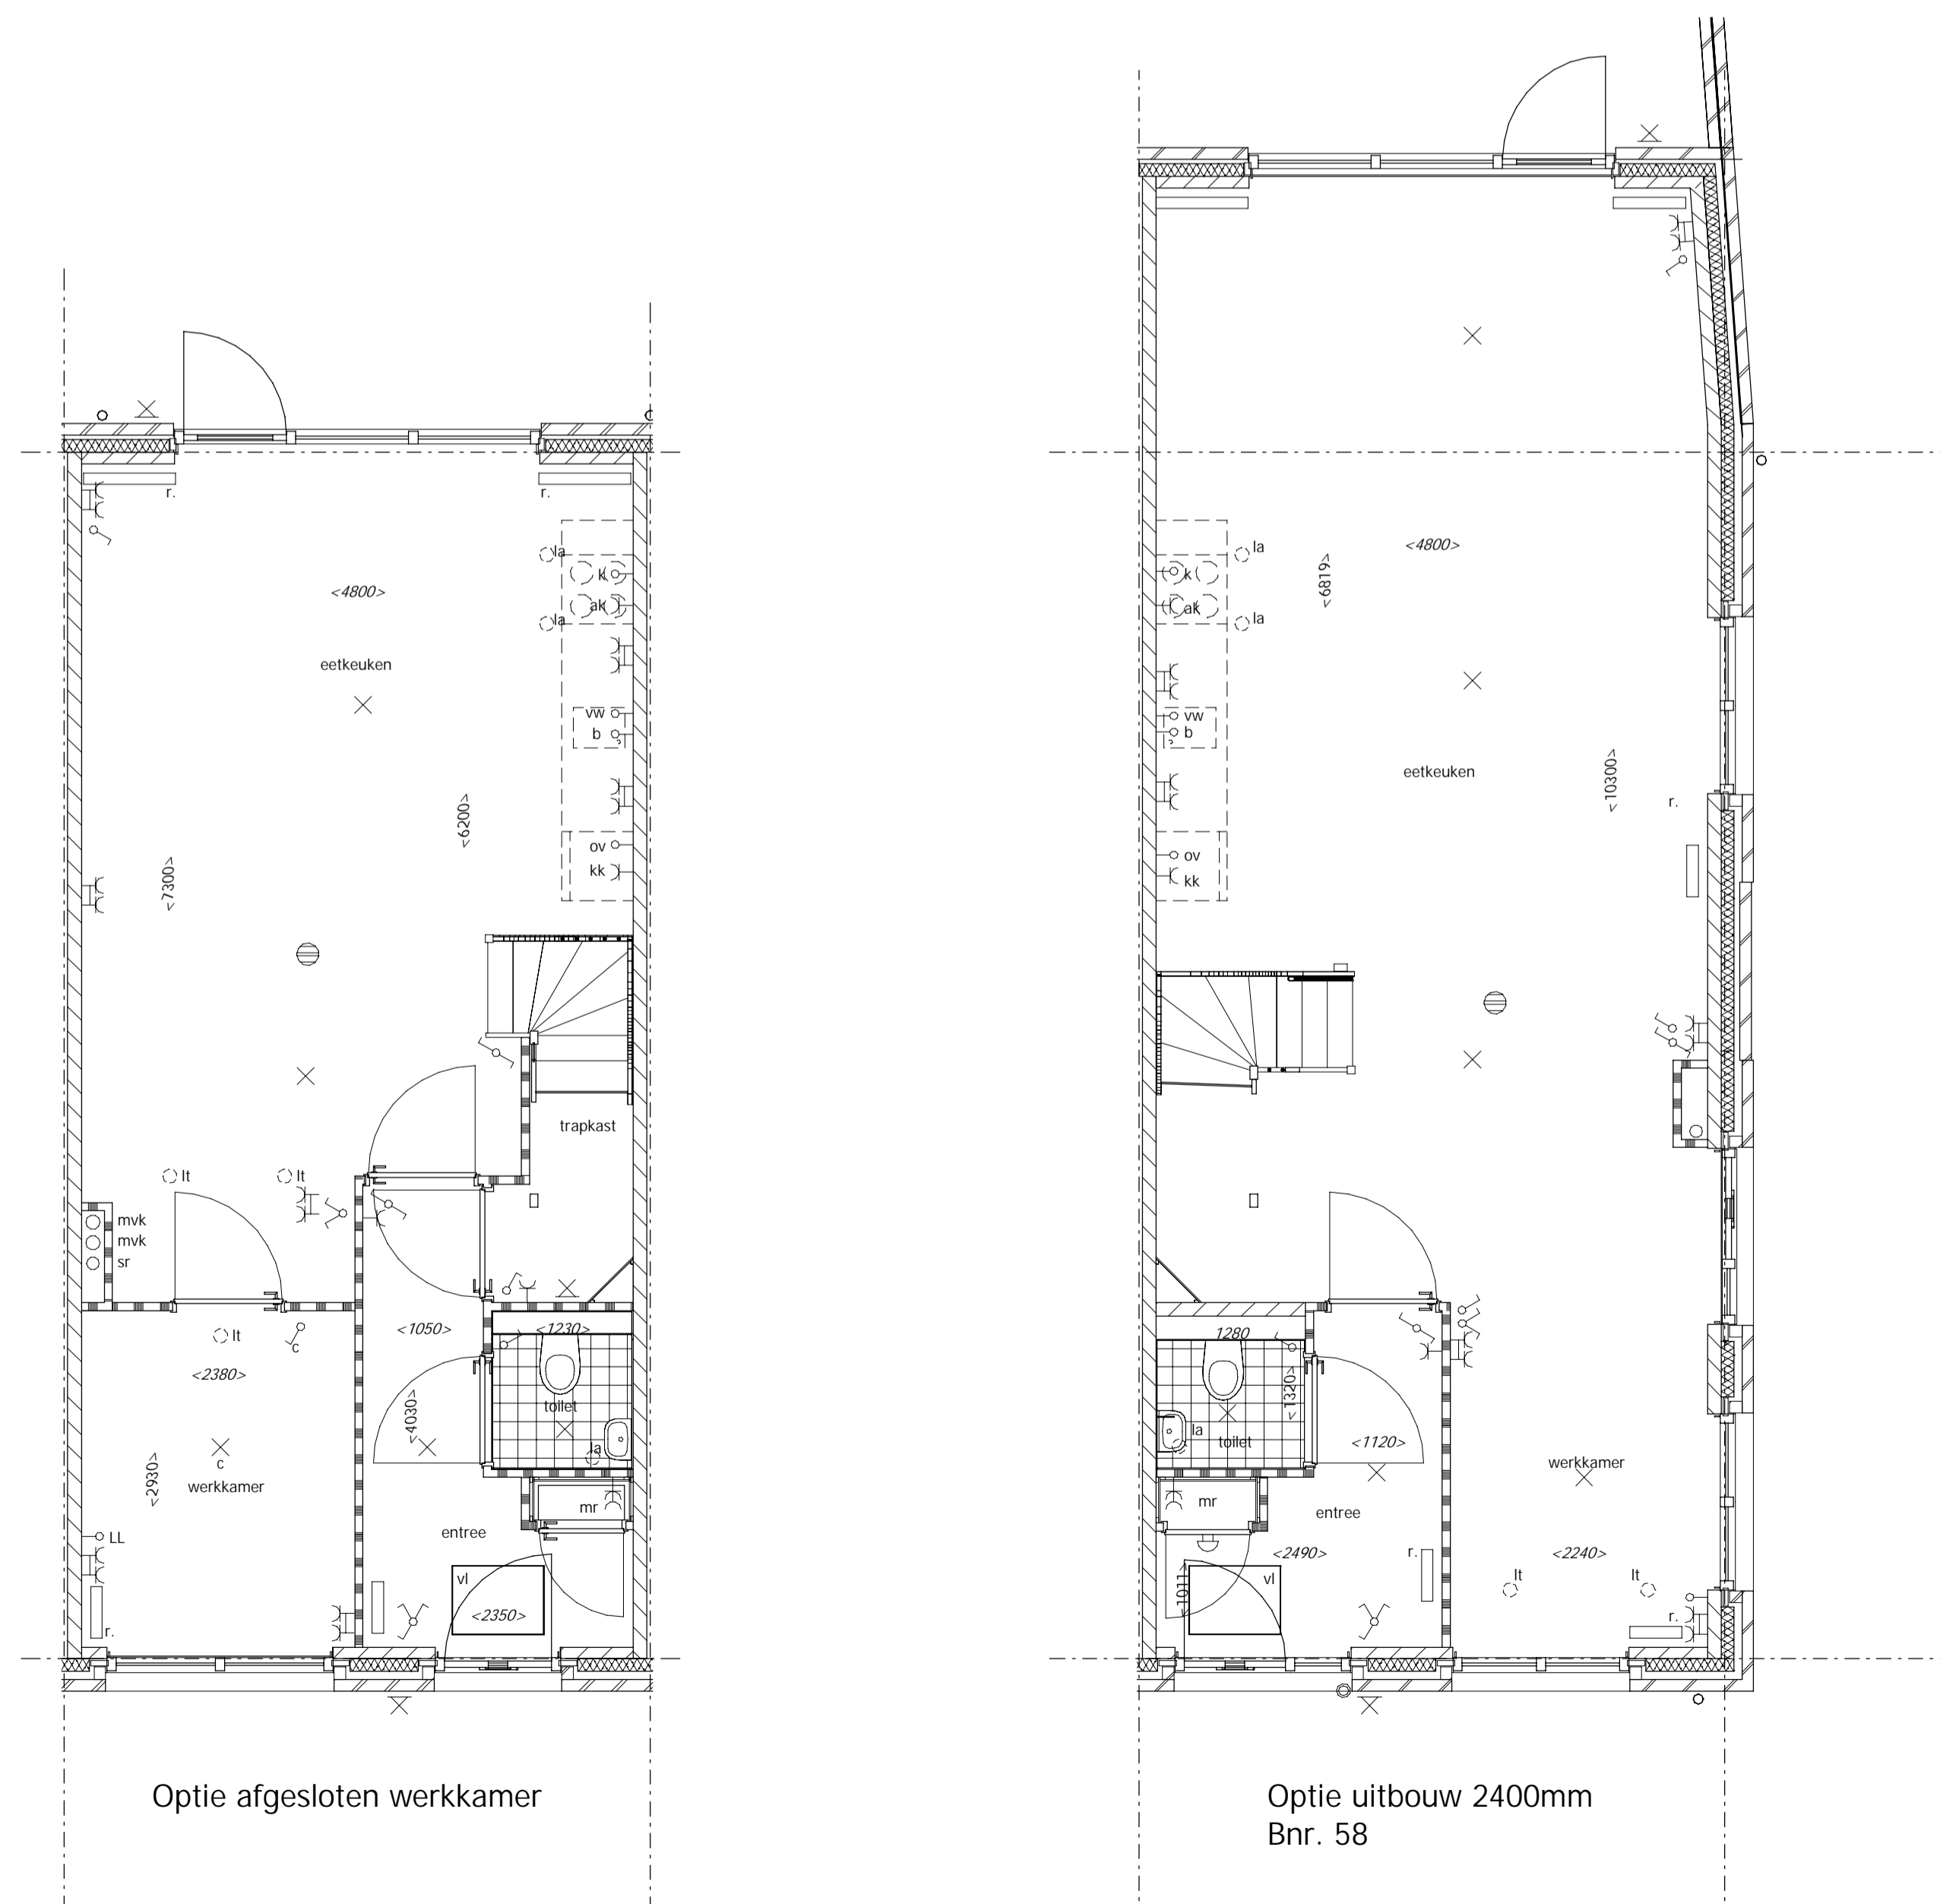 r.
r.
la
k
<4800>
ak
la
eetkeuken
vw
b
<6200>
ov
<7300>
kk
trapkast
lt
lt
mvk
mvk
sr
<1050>
<1230>
lt
c
<2380>
<4030>
toilet
la
c
<2930>
werkkamer
mr
entree
LL
vl
<2350>
r.
Optie afgesloten werkkamer
la
<4800>
k
<6819>
ak
la
vw
b
eetkeuken
<10300>
r.
ov
kk
1280
<1320>
la
toilet
<1120>
werkkamer
mr
entree
<2490>
r.
<2240>
1011>
vl
lt
lt
r.
Optie uitbouw 2400mm
Bnr. 58